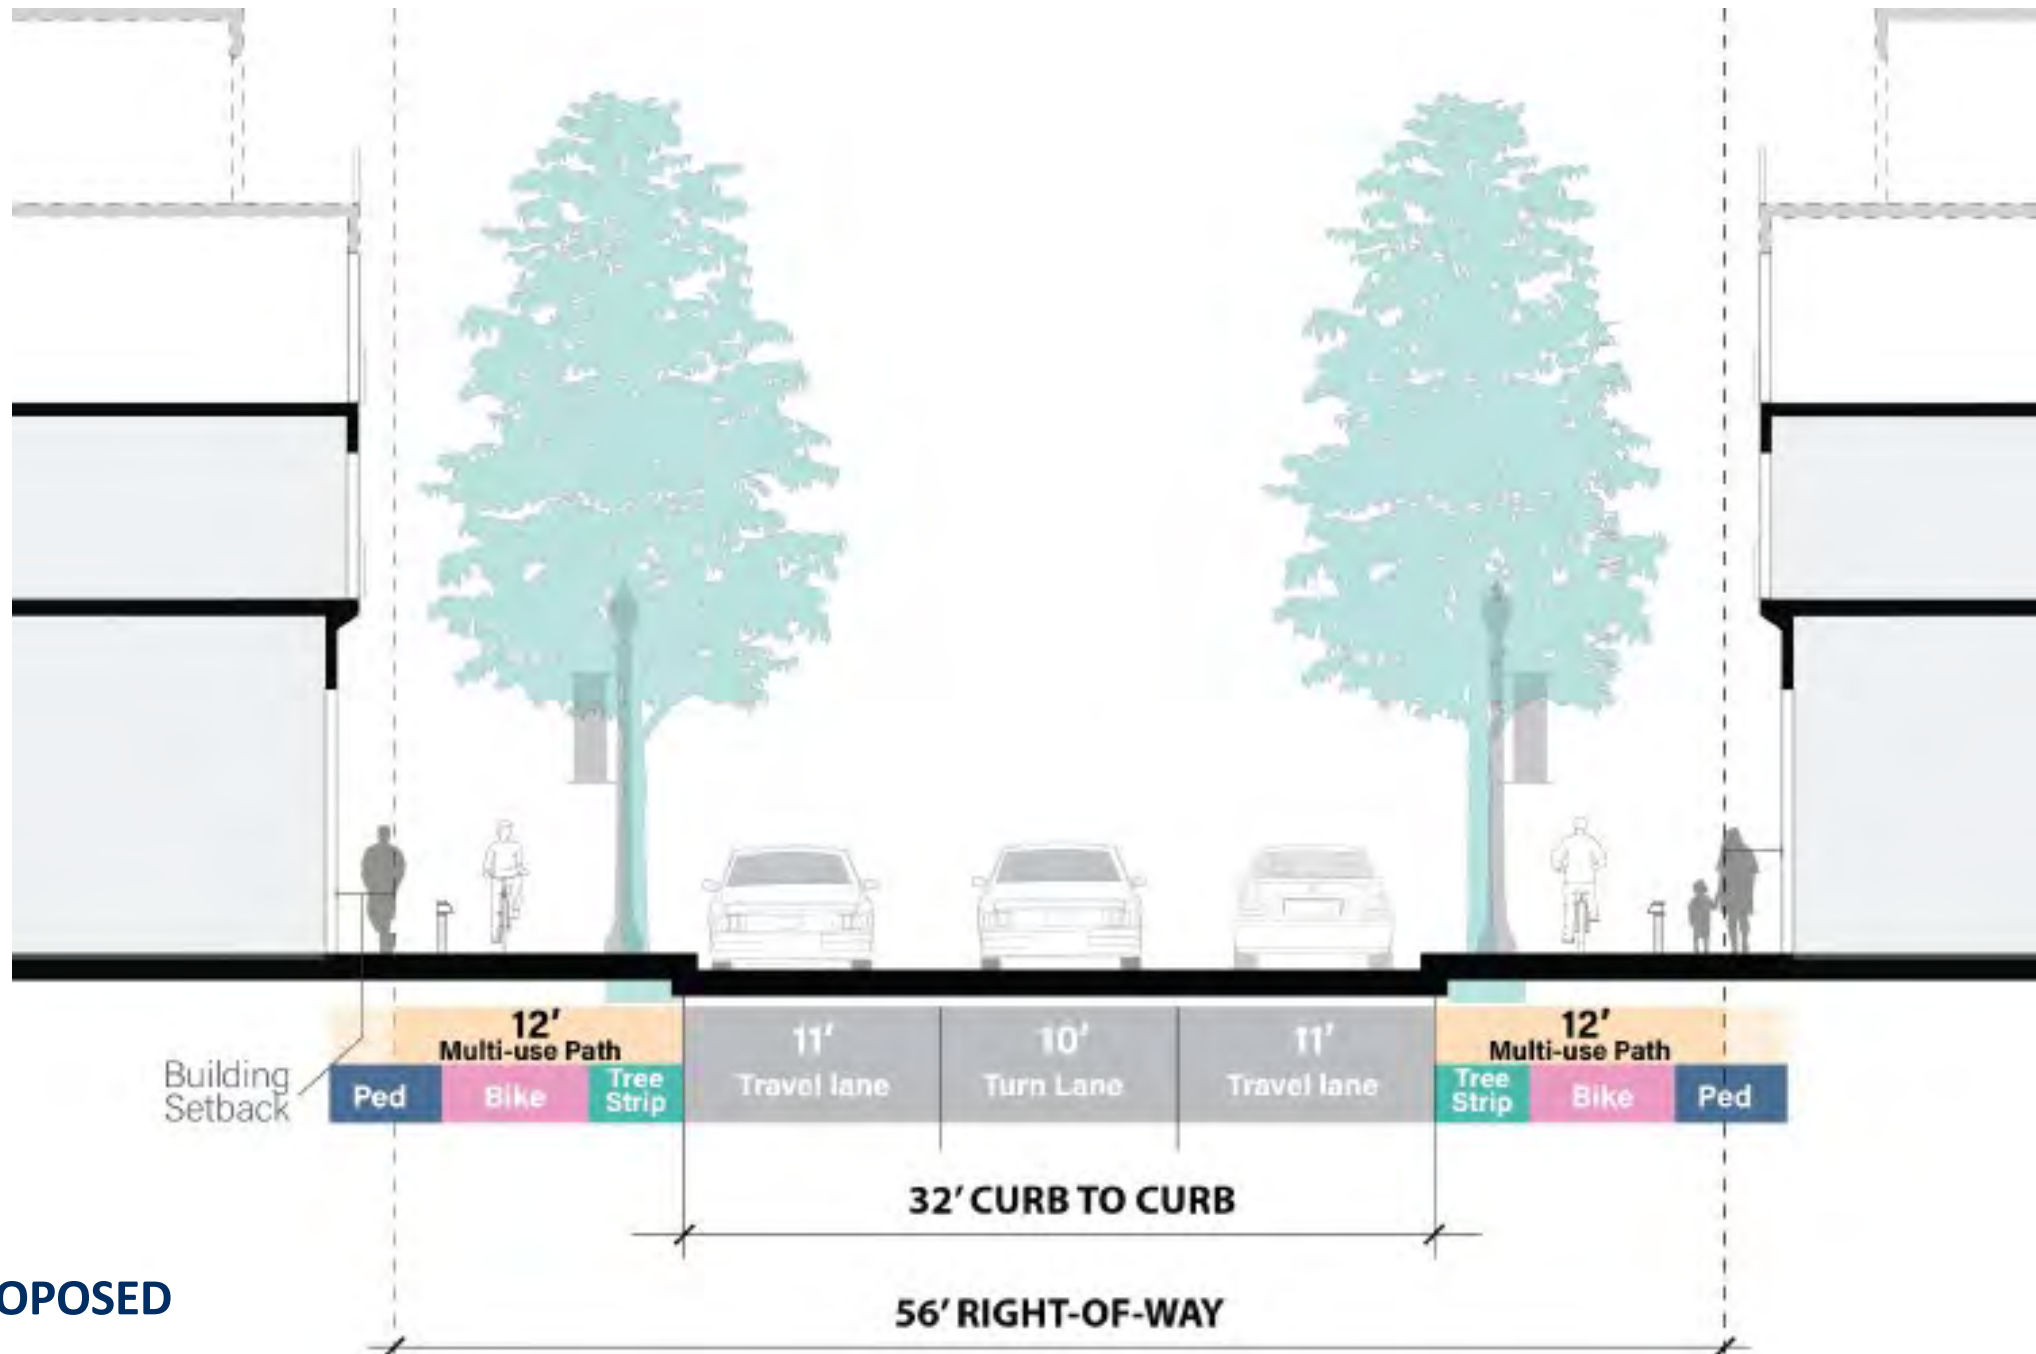 12'
Multi-use Path
11'
Travel lane
10'
Turn Lane
11'
Travel lane
12'
Multi-use Path
Building
Setback
Ped
Bike
Tree
Strip
Tree
Strip
Bike
Ped
32' CURB TO CURB
56' RIGHT-OF-WAY
OPOSED